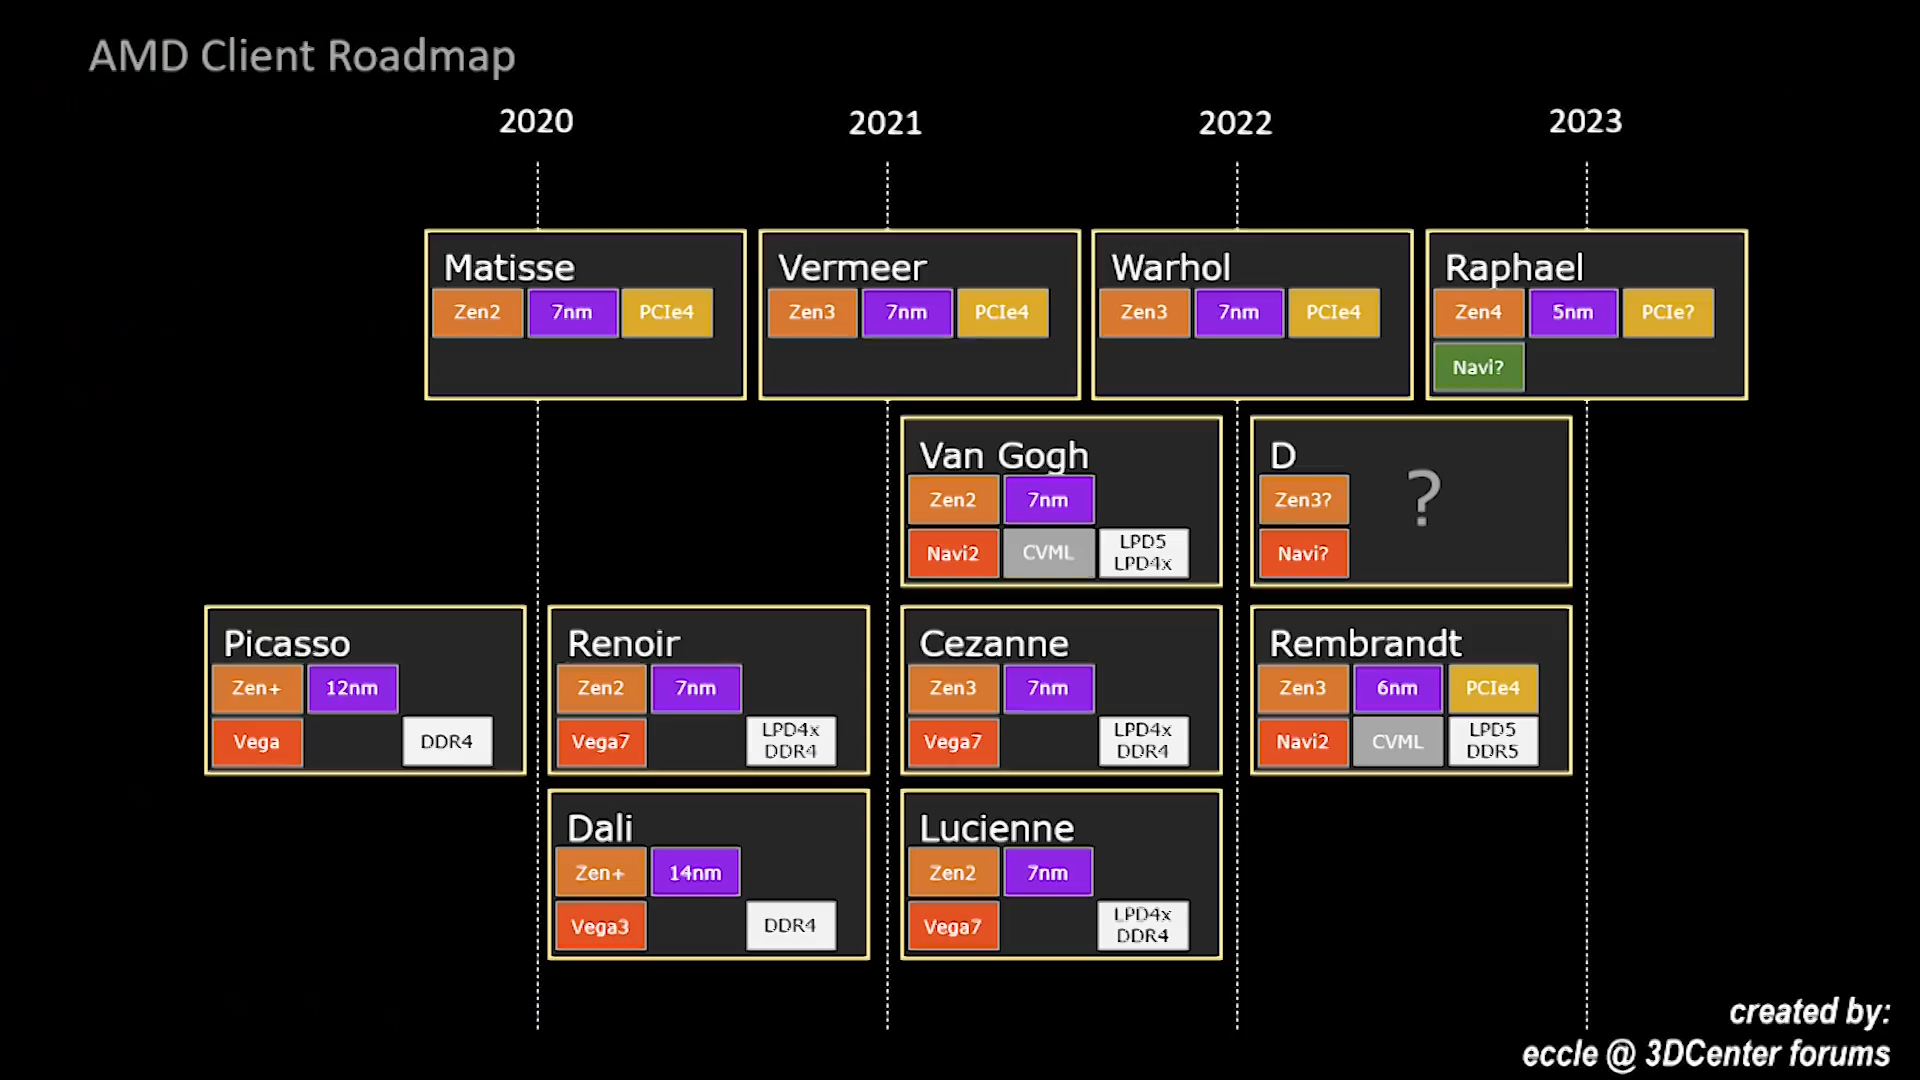 AMD Client Roadmap
2020 2021 2022 2023
Matisse Vermeer Warhol Raphael
Zen2 7nm PCIe4 Zen3 7nm PCIe4 Zen3 7nm PCIe4 Zen4 5nm PCIe?
Navi?
Van Gogh D
Zen2 7nm Zen3? ?
Navi2 CVML LPD5 Navi?
LPD4x
Picasso Renoir Cezanne Rembrandt
Zen+ 12nm Zen2 7nm Zen3 7nm Zen3 6nm PCIe4
Vega DDR4 Vega7 LPD4x Vega7 LPD4x Navi2 CVML LPD5
DDR4 DDR4 DDR5
Dali Lucienne
Zen+ 14nm Zen2 7nm
Vega3 DDR4 Vega7 LPD4x
DDR4
created by:
eccle @ 3DCenter forums